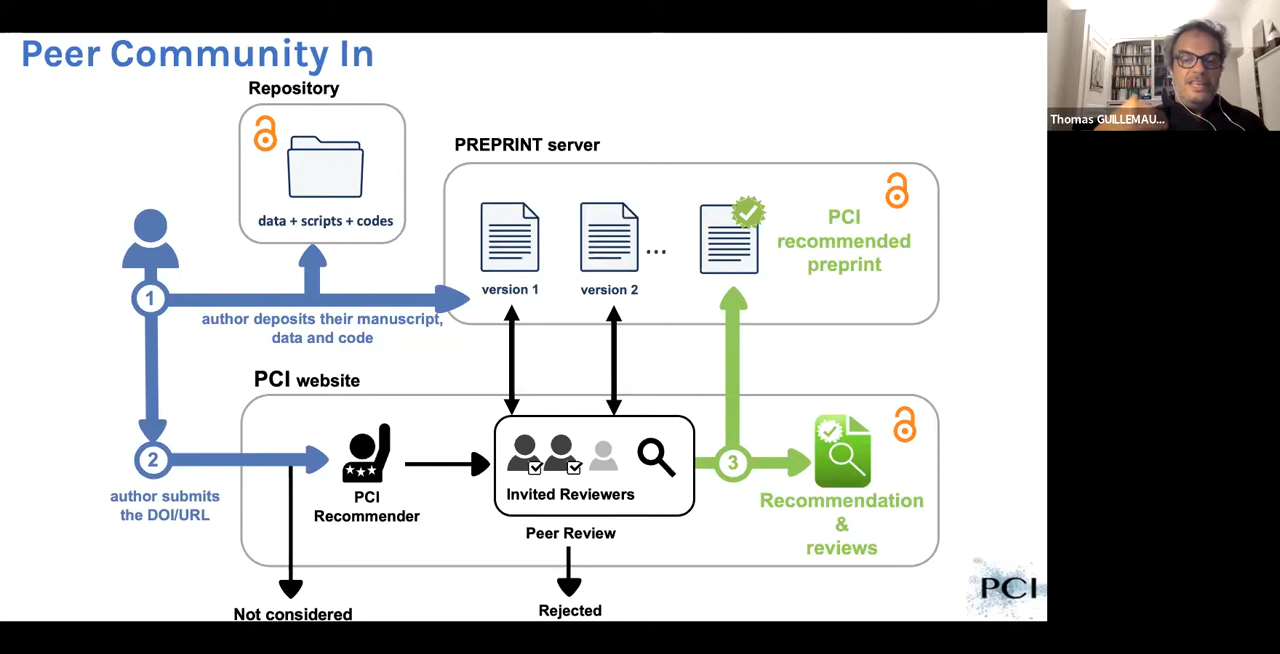 Peer Community In
Repository
data + scripts + codes
PREPRINT server
version 1
version 2
...
PCI
recommended
preprint
1
author deposits their manuscript,
data and code
PCI website
2
author submits
the DOI/URL
PCI
Recommender
Invited Reviewers
Peer Review
3
Recommendation
&
reviews
Not considered
Rejected
PCI
Thomas GUILLEMAU...